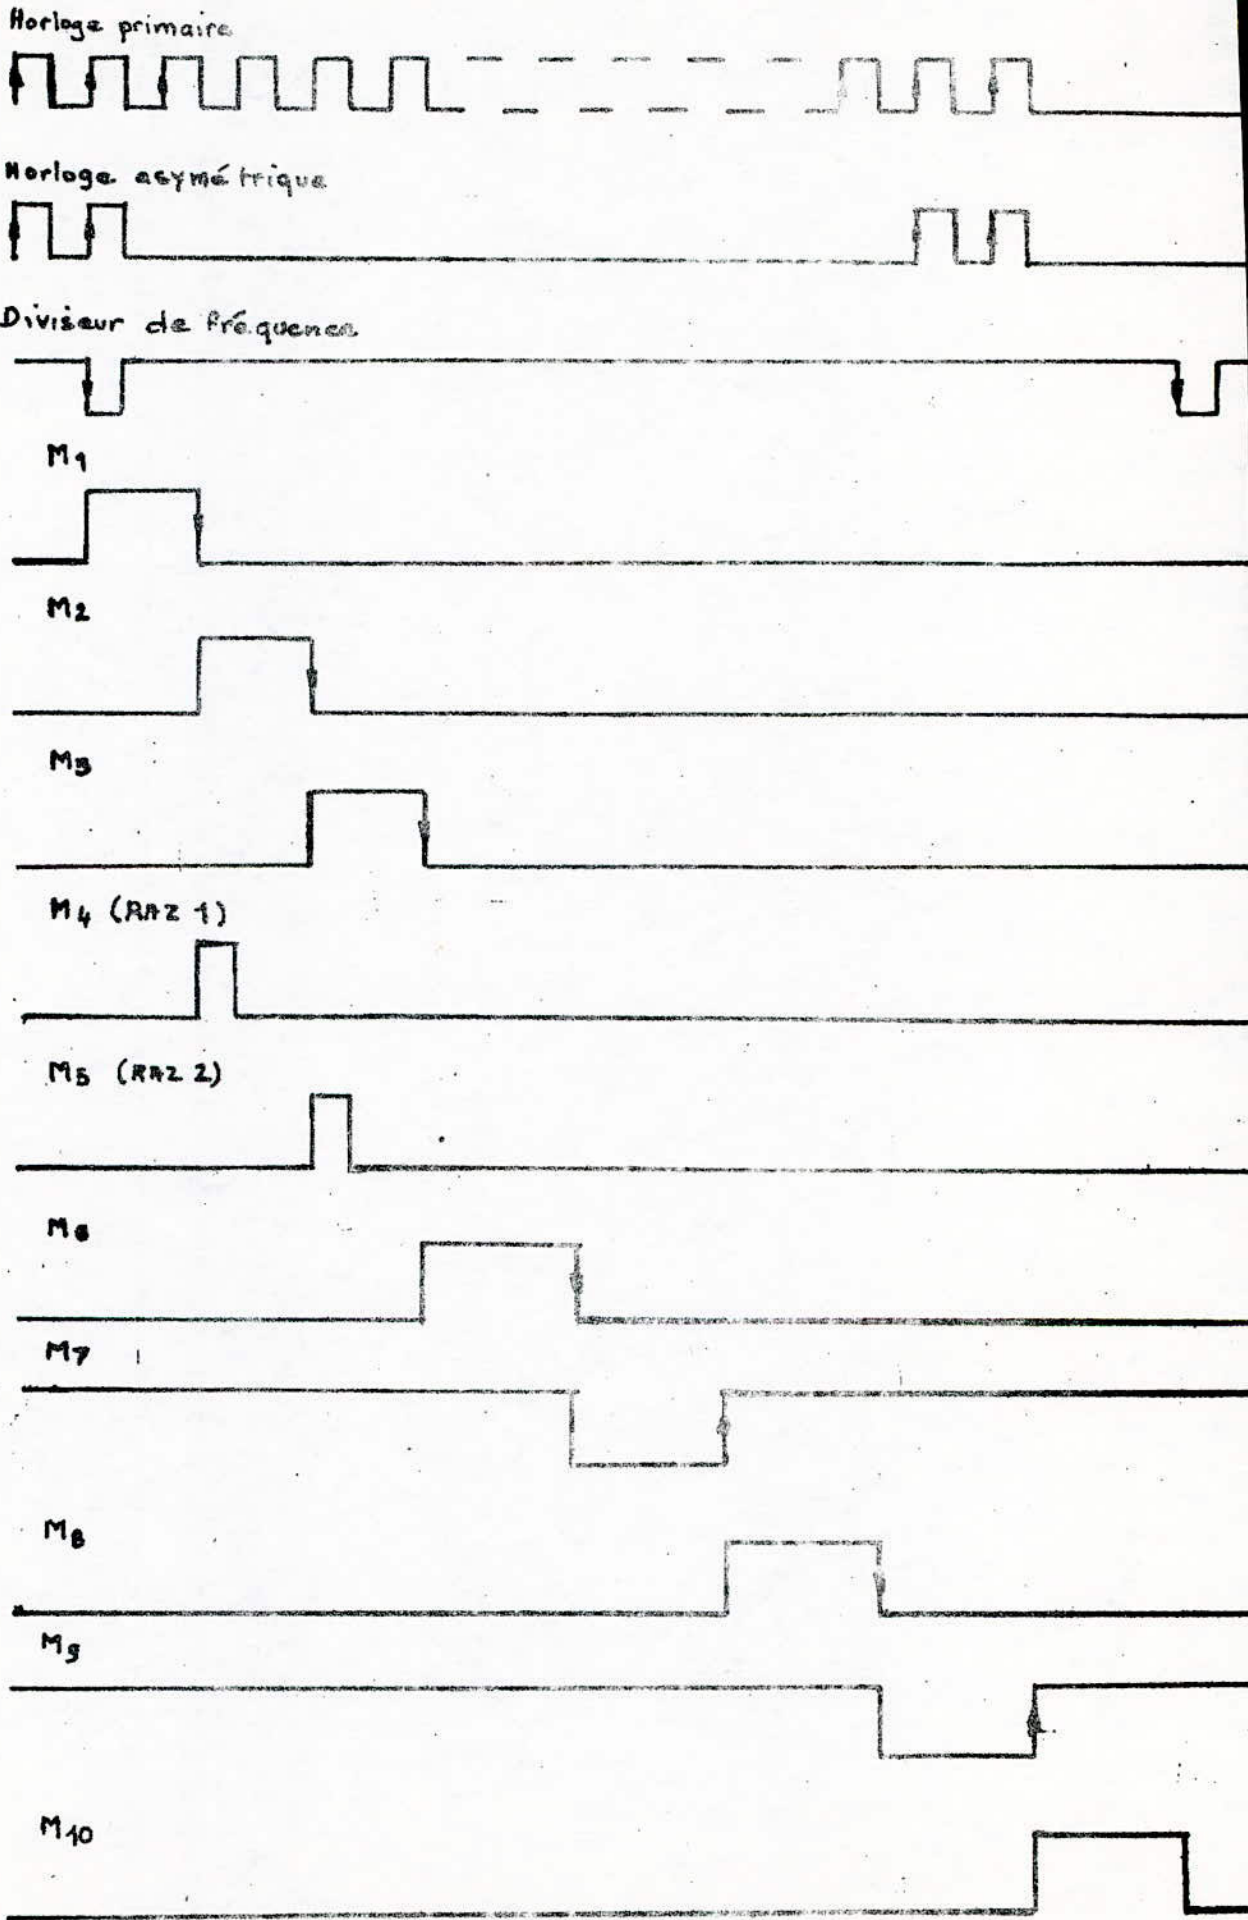 Horloge primaire
Horloge asymétrique
Diviseur de fréquence
M1
M2
M3
M4 (RAZ 1)
M5 (RAZ 2)
M6
M7
M8
M9
M10